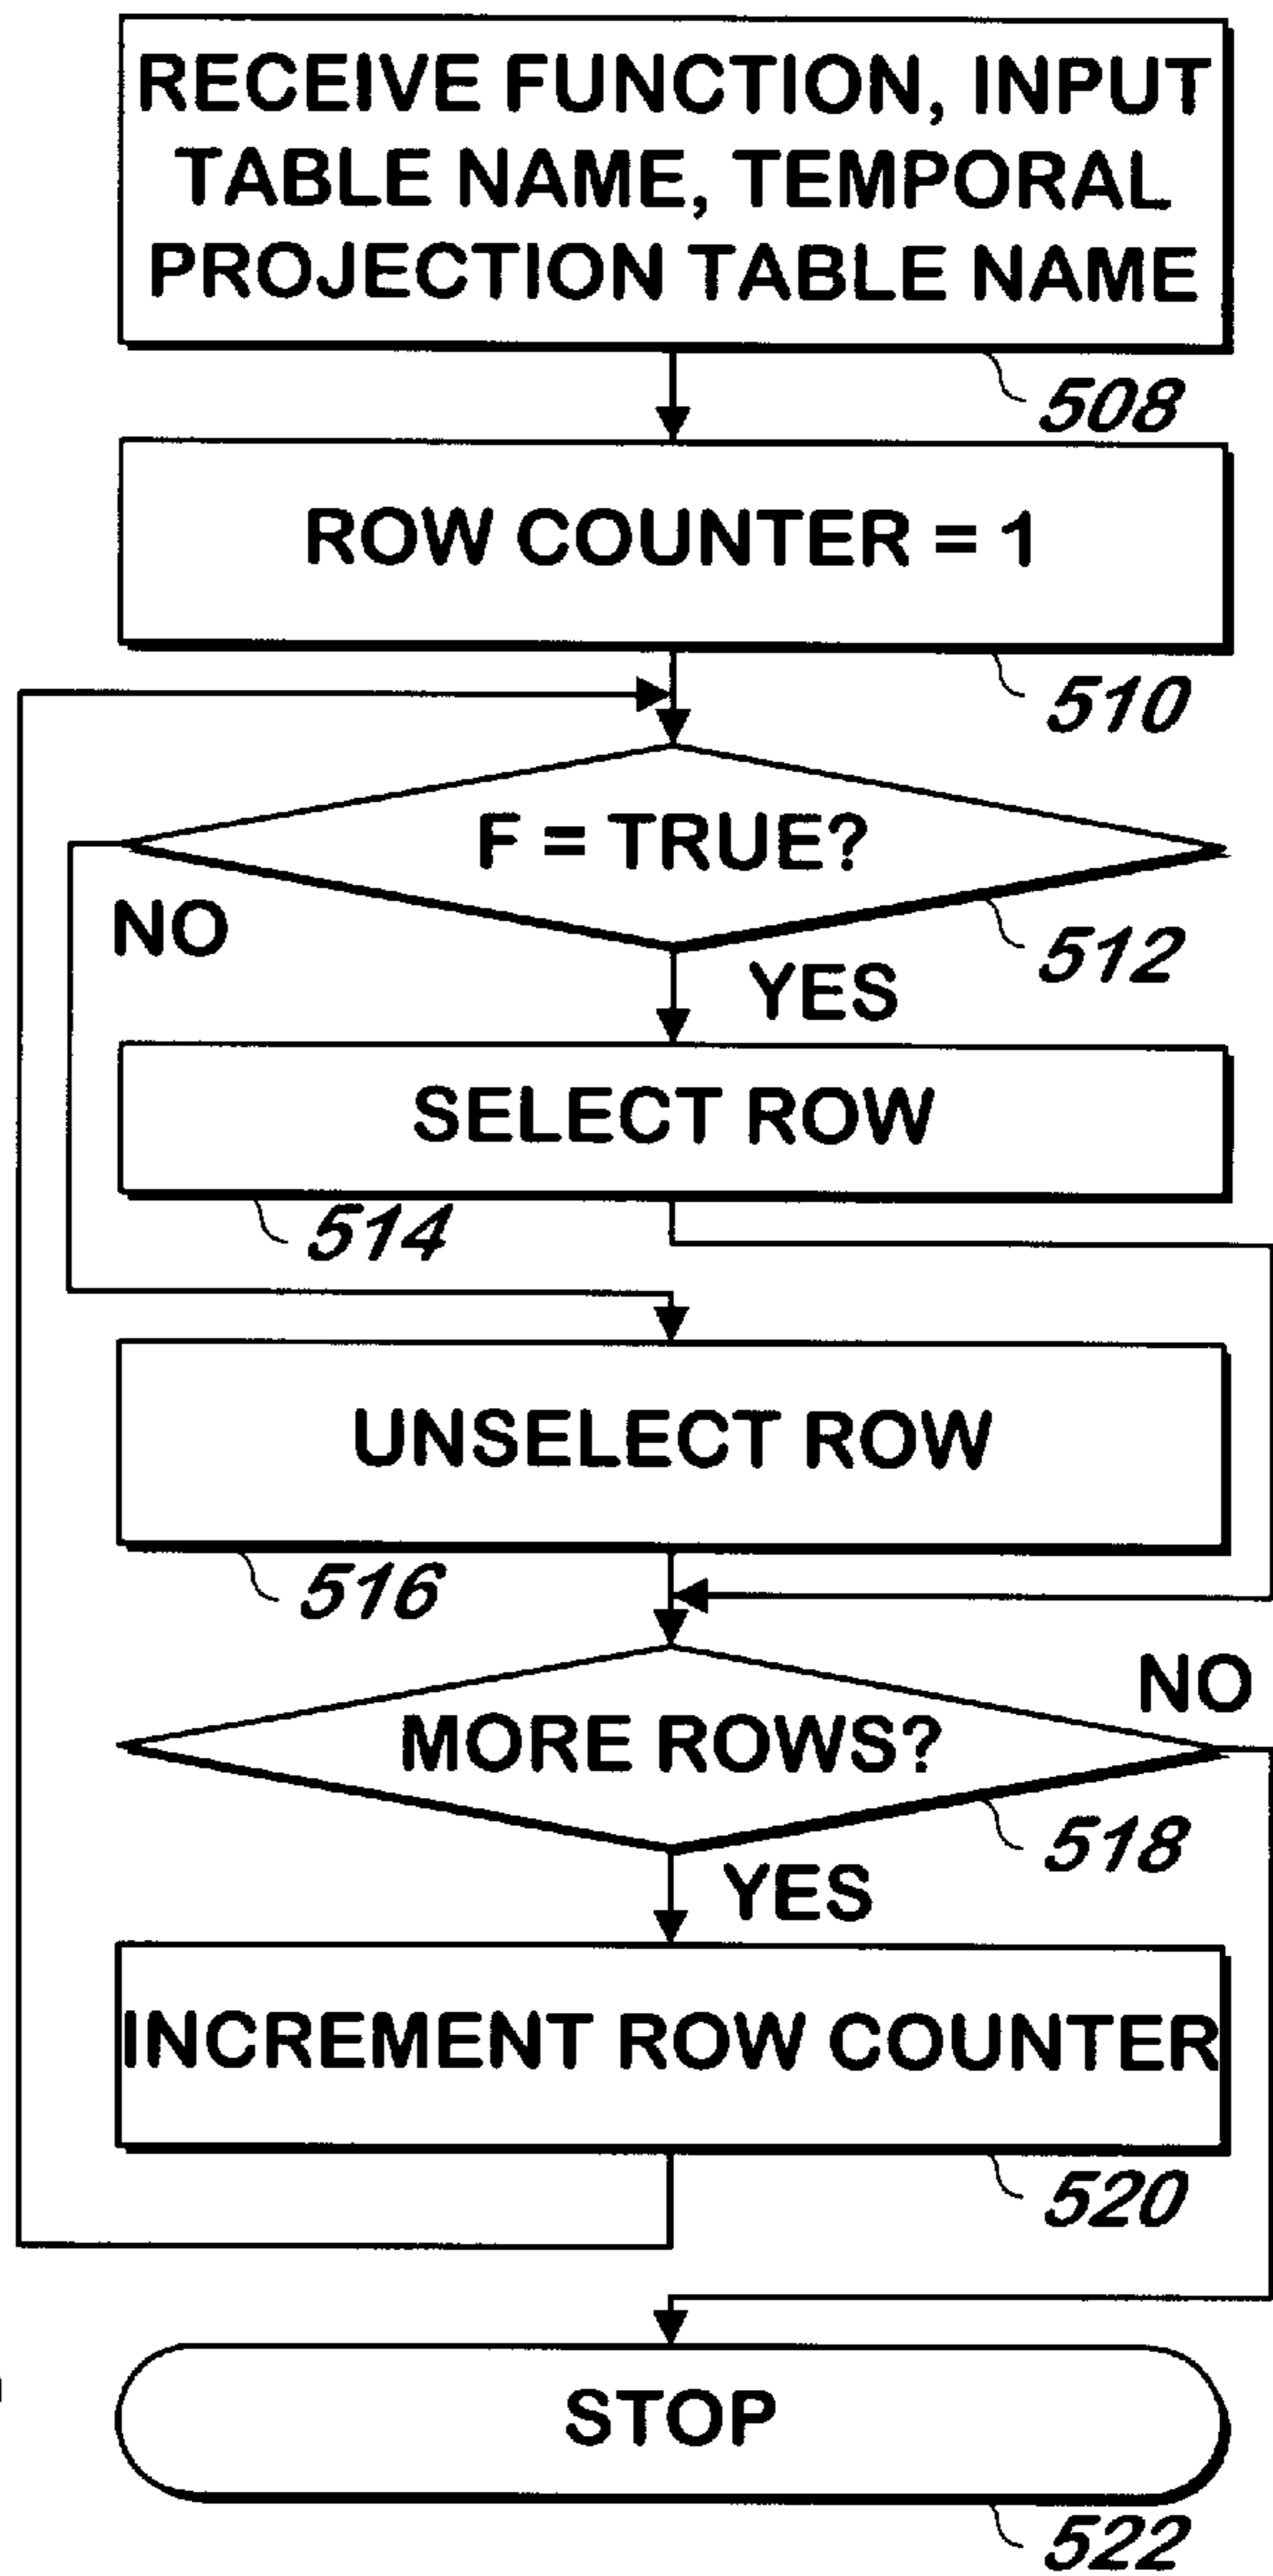 RECEIVE FUNCTION, INPUT
TABLE NAME, TEMPORAL
PROJECTION TABLE NAME
508
ROW COUNTER = 1
510
F = TRUE?
NO
512
YES
SELECT ROW
514
UNSELECT ROW
516
NO
MORE ROWS?
518
YES
INCREMENT ROW COUNTER
520
STOP
522